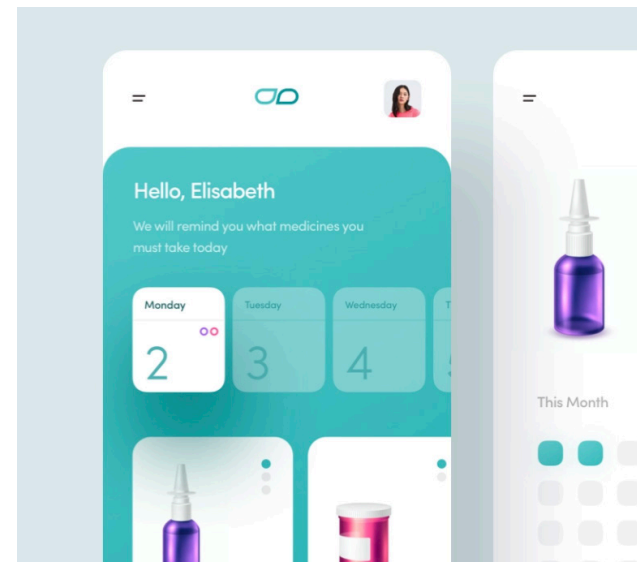 Hello, Elisabeth
We will remind you what medicines you
must take today
Monday
Tuesday
Wednesday
2
3
4
This Month